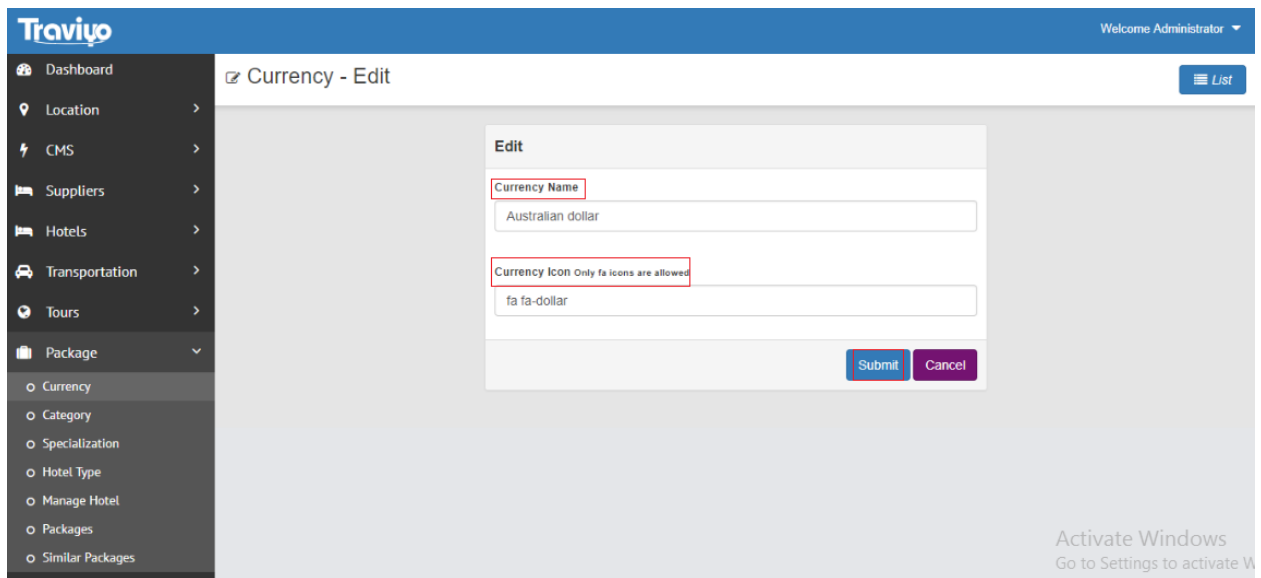 Traviyo
Welcome Administrator
Dashboard
Currency - Edit
List
Location
CMS
Suppliers
Hotels
Transportation
Tours
Package
Currency
Category
Specialization
Hotel Type
Manage Hotel
Packages
Similar Packages
Edit
Currency Name
Australian dollar
Currency Icon Only fa icons are allowed
fa fa-dollar
Submit Cancel
Activate Windows
Go to Settings to activate W